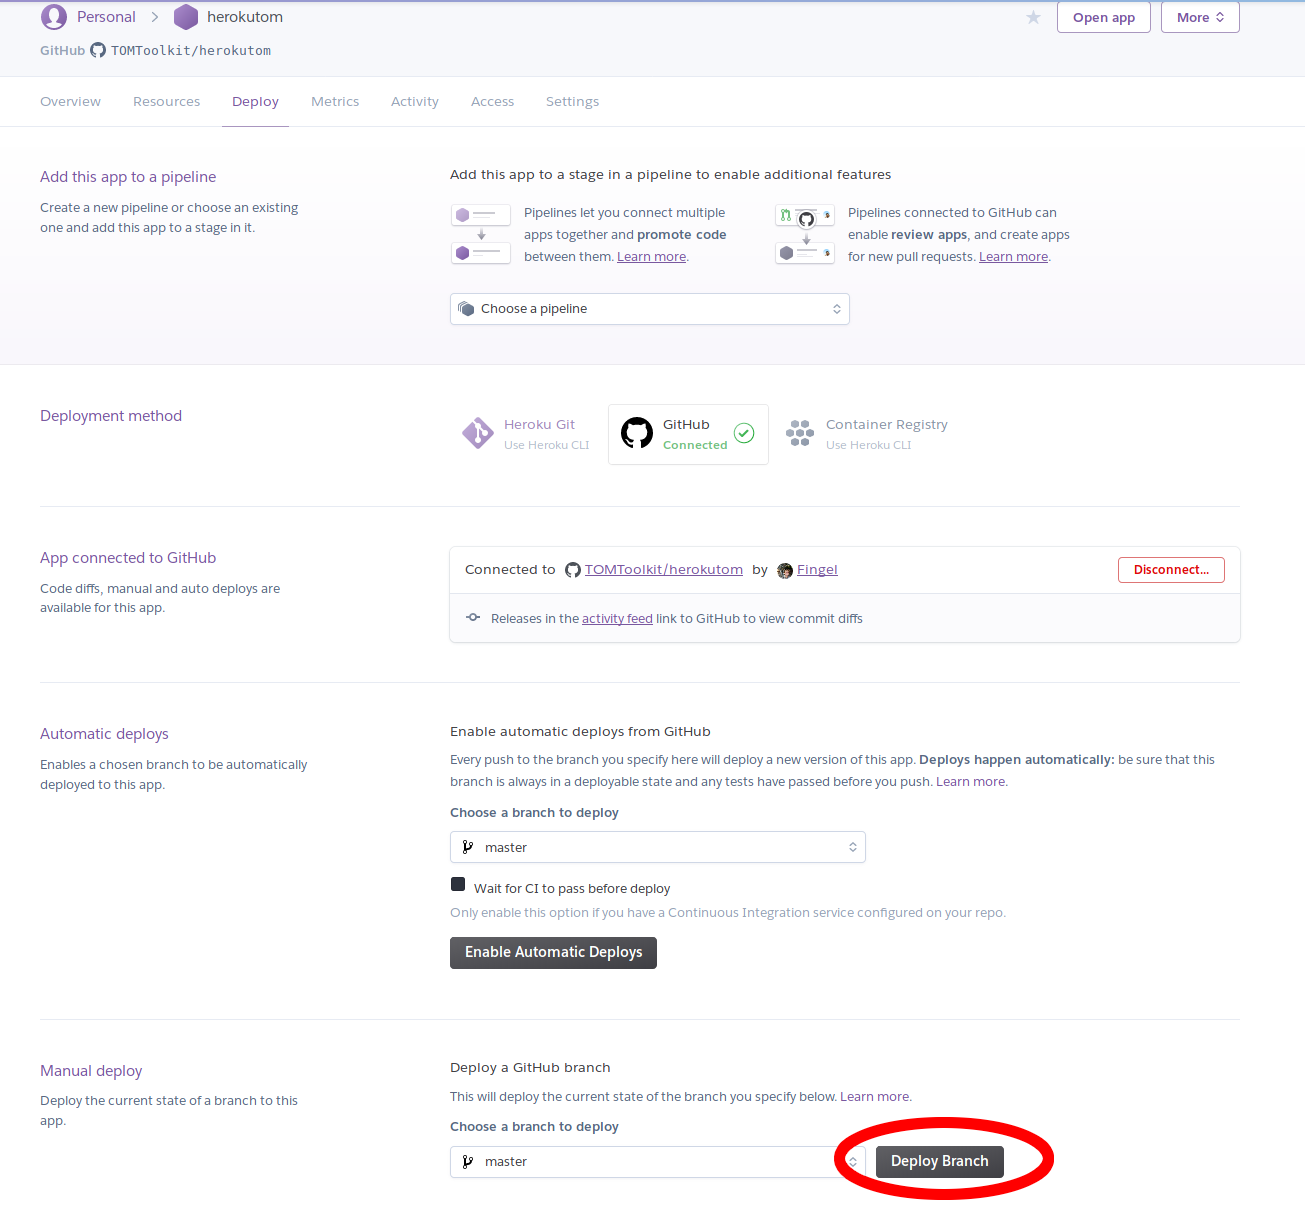 Personal > herokutom
Open app
More
GitHub TOMToolkit/herokutom
Overview Resources Deploy Metrics Activity Access Settings
Add this app to a pipeline
Create a new pipeline or choose an existing
one and add this app to a stage in it.
Add this app to a stage in a pipeline to enable additional features
Pipelines let you connect multiple
apps together and promote code
between them. Learn more.
Pipelines connected to GitHub can
enable review apps, and create apps
for new pull requests. Learn more.
Choose a pipeline
Deployment method
Heroku Git
Use Heroku CLI
GitHub
Connected
Container Registry
Use Heroku CLI
App connected to GitHub
Code diffs, manual and auto deploys are
available for this app.
Connected to TOMToolkit/herokutom by Fingel
Disconnect...
Releases in the activity feed link to GitHub to view commit diffs
Automatic deploys
Enables a chosen branch to be automatically
deployed to this app.
Enable automatic deploys from GitHub
Every push to the branch you specify here will deploy a new version of this app. Deploys happen automatically: be sure that this
branch is always in a deployable state and any tests have passed before you push. Learn more.
Choose a branch to deploy
master
Wait for CI to pass before deploy
Only enable this option if you have a Continuous Integration service configured on your repo.
Enable Automatic Deploys
Manual deploy
Deploy the current state of a branch to this
app.
Deploy a GitHub branch
This will deploy the current state of the branch you specify below. Learn more.
Choose a branch to deploy
master
Deploy Branch